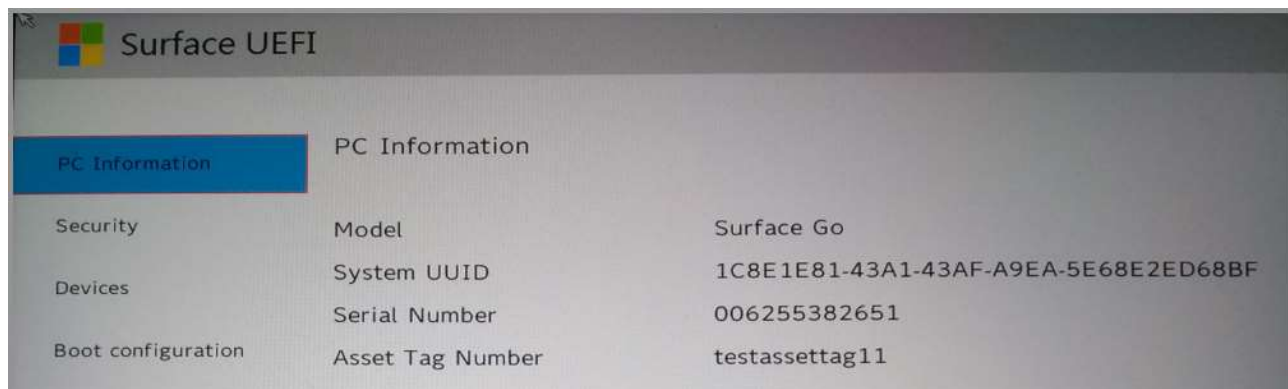 Surface UEFI
PC Information
PC Information
Security
Model Surface Go
System UUID 1C8E1E81-43A1-43AF-A9EA-5E68E2ED68BF
Devices
Serial Number 006255382651
Boot configuration
Asset Tag Number testassettag11